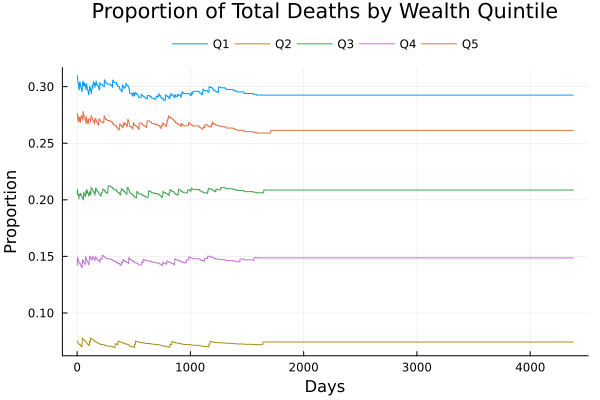 Proportion of Total Deaths by Wealth Quintile
Q1 Q2 Q3 Q4 Q5
0.30
0.25
0.20
0.15
0.10
Proportion
0 1000 2000 3000 4000
Days